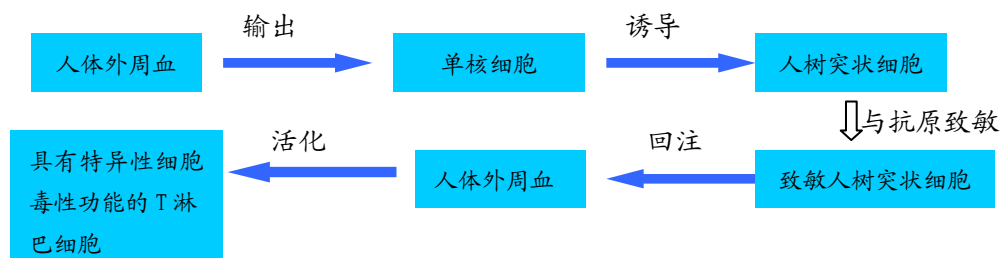 输出
诱导
人体外周血
单核细胞
人树突状细胞
与抗原致敏
活化
回注
具有特异性细胞
毒性功能的T淋
巴细胞
人体外周血
致敏人树突状细胞